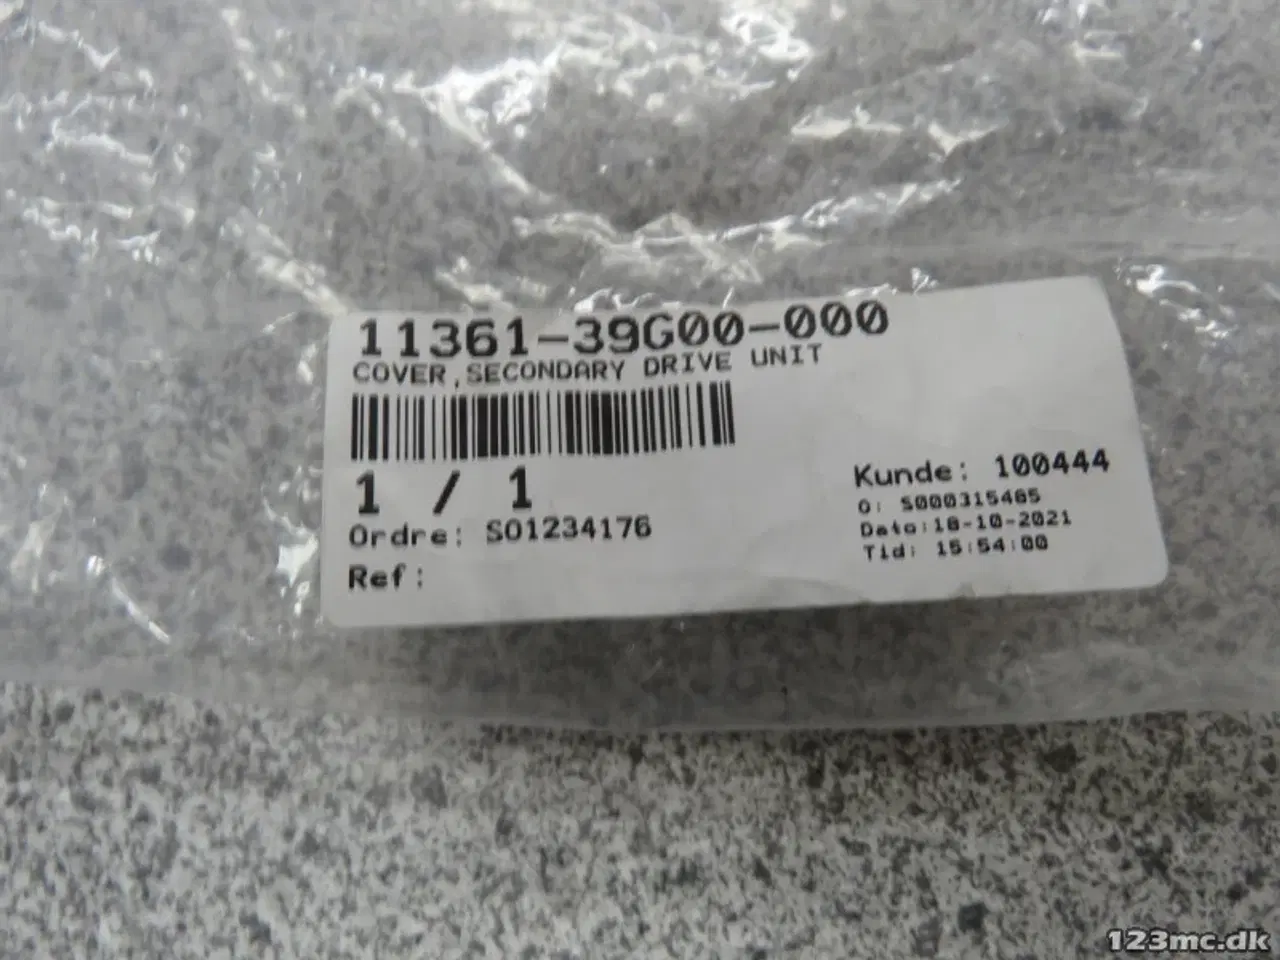 11361-39G00-000
COVER,SECONDARY DRIVE UNIT
1 / 1
Ordre: SO1234176
Ref:
Kunde: 100444
O: S000315465
Dato:18-10-2021
Tid: 15:54:00
123mc.dk